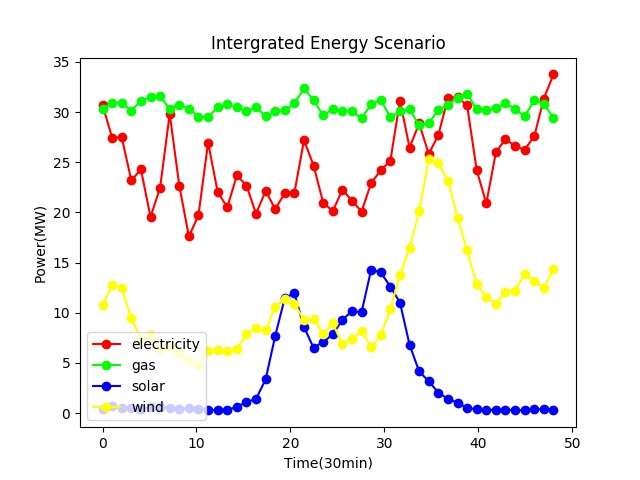 Intergrated Energy Scenario
Power(MW)
35
30
25
20
15
10
5
0
electricity
gas
solar
wind
0 10 20 30 40 50
Time(30min)